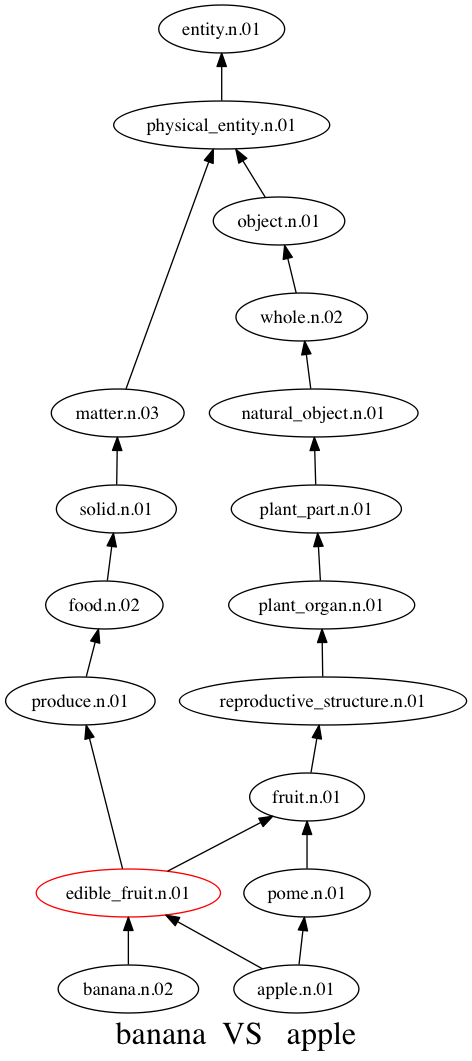 entity.n.01
physical_entity.n.01
object.n.01
whole.n.02
matter.n.03
natural_object.n.01
solid.n.01
plant_part.n.01
food.n.02
plant_organ.n.01
produce.n.01
reproductive_structure.n.01
fruit.n.01
edible_fruit.n.01
pome.n.01
banana.n.02
apple.n.01
banana VS apple